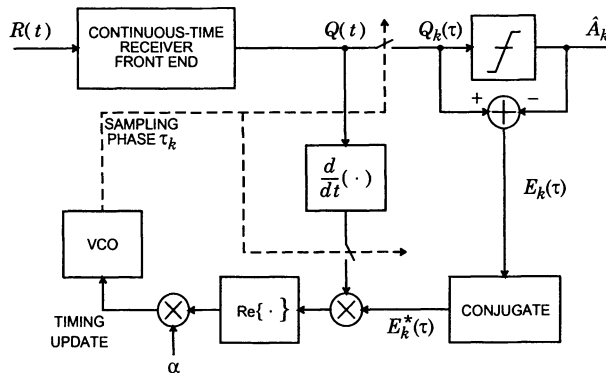 R(t)
CONTINUOUS-TIME
RECEIVER
FRONT END
Q(t)
Q_k(τ)
Â_k
+
−
SAMPLING
PHASE τ_k
d/dt(·)
E_k(τ)
VCO
Re{·}
E_k^*(τ)
CONJUGATE
TIMING
UPDATE
α